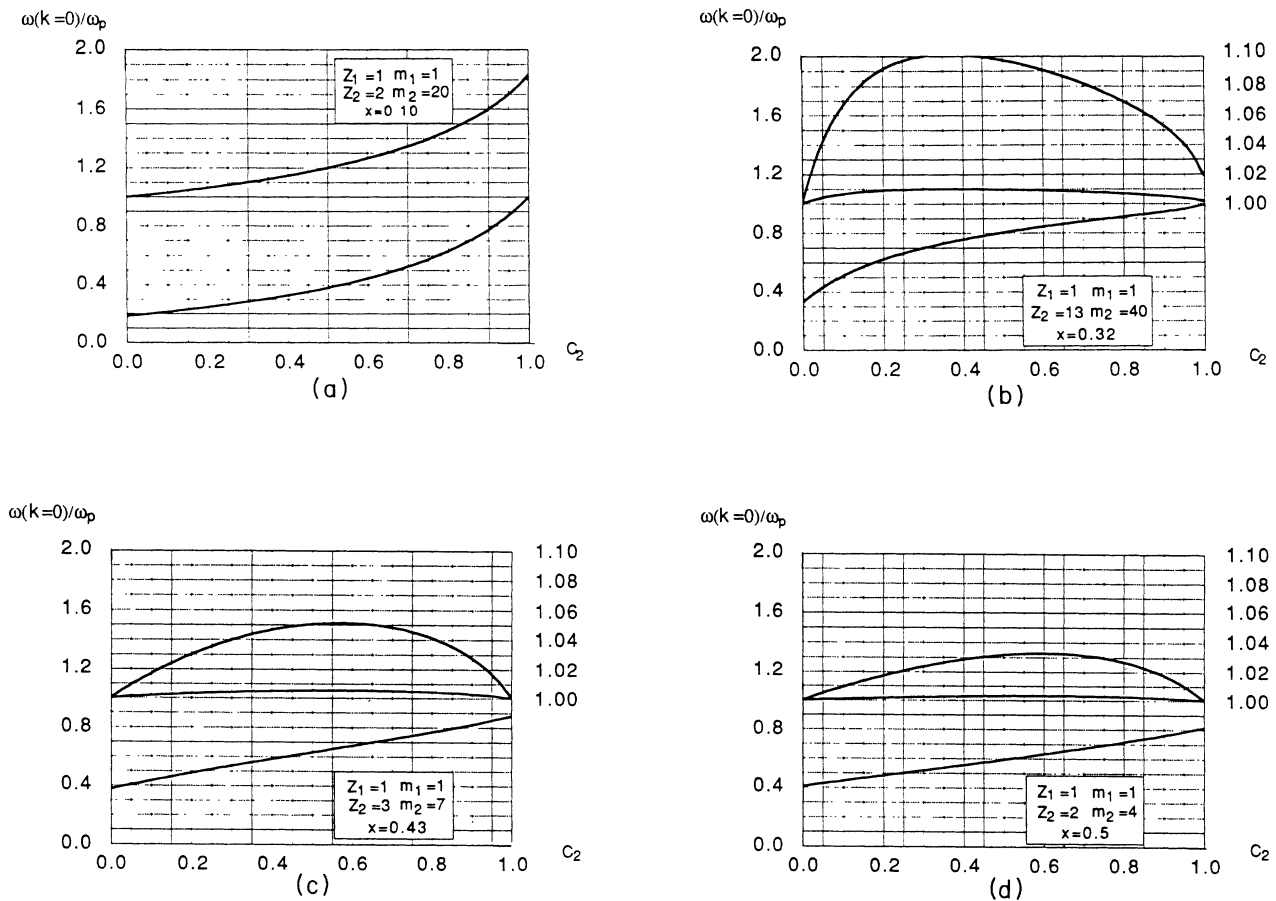 ω(k=0)/ωp
2.0
1.6
1.2
0.8
0.4
0.0
Z1=1 m1=1
Z2=2 m2=20
x=0 10
0.0 0.2 0.4 0.6 0.8 1.0 C2
(a)
ω(k=0)/ωp
2.0
1.6
1.2
0.8
0.4
0.0
1.10
1.08
1.06
1.04
1.02
1.00
Z1=1 m1=1
Z2=13 m2=40
x=0.32
0.0 0.2 0.4 0.6 0.8 1.0 C2
(b)
ω(k=0)/ωp
2.0
1.6
1.2
0.8
0.4
0.0
1.10
1.08
1.06
1.04
1.02
1.00
Z1=1 m1=1
Z2=3 m2=7
x=0.43
0.0 0.2 0.4 0.6 0.8 1.0 C2
(c)
ω(k=0)/ωp
2.0
1.6
1.2
0.8
0.4
0.0
1.10
1.08
1.06
1.04
1.02
1.00
Z1=1 m1=1
Z2=2 m2=4
x=0.5
0.0 0.2 0.4 0.6 0.8 1.0 C2
(d)